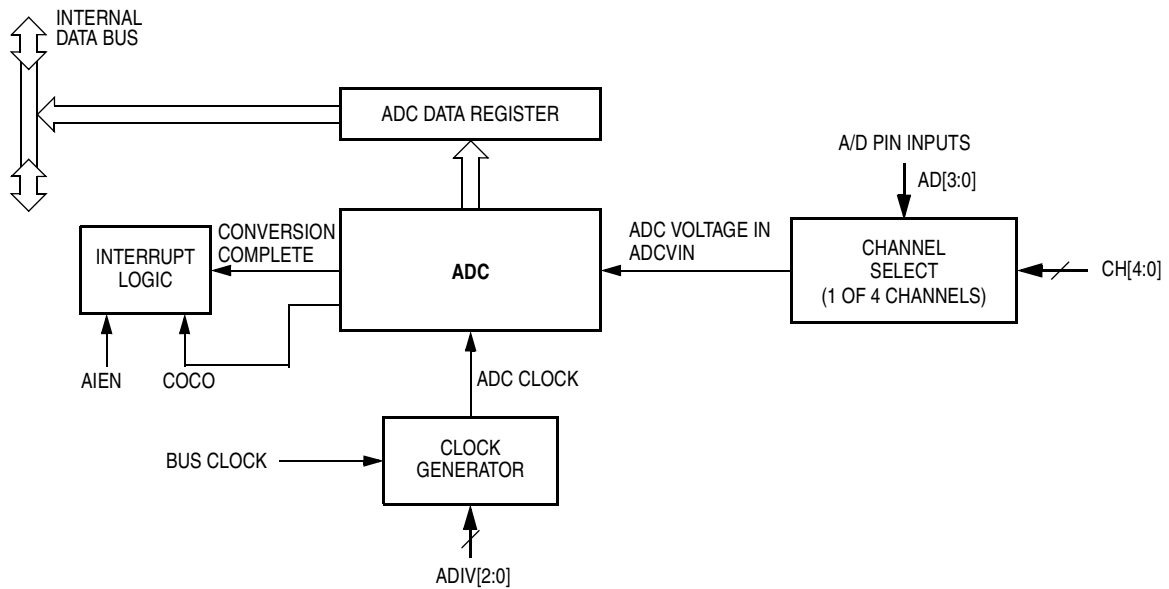 INTERNAL
DATA BUS
ADC DATA REGISTER
A/D PIN INPUTS
AD[3:0]
INTERRUPT
LOGIC
CONVERSION
COMPLETE
ADC
ADC VOLTAGE IN
ADCVIN
CHANNEL
SELECT
(1 OF 4 CHANNELS)
CH[4:0]
AIEN
COCO
ADC CLOCK
BUS CLOCK
CLOCK
GENERATOR
ADIV[2:0]